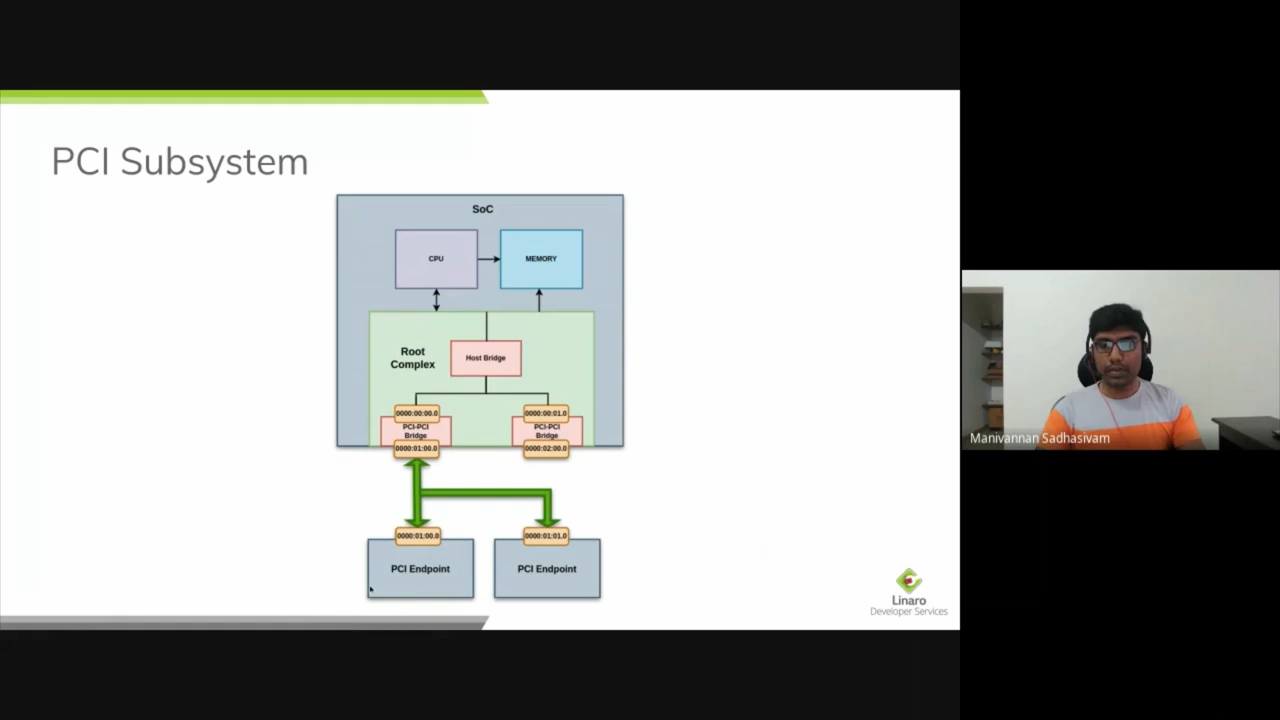 PCI Subsystem
SoC
CPU
MEMORY
Root
Complex
Host Bridge
0000:00:00.0
0000:00:01.0
PCI-PCI
Bridge
PCI-PCI
Bridge
0000:01:00.0
0000:02:00.0
0000:01:00.0
0000:01:01.0
PCI Endpoint
PCI Endpoint
Linaro
Developer Services
Manivannan Sadhasivam